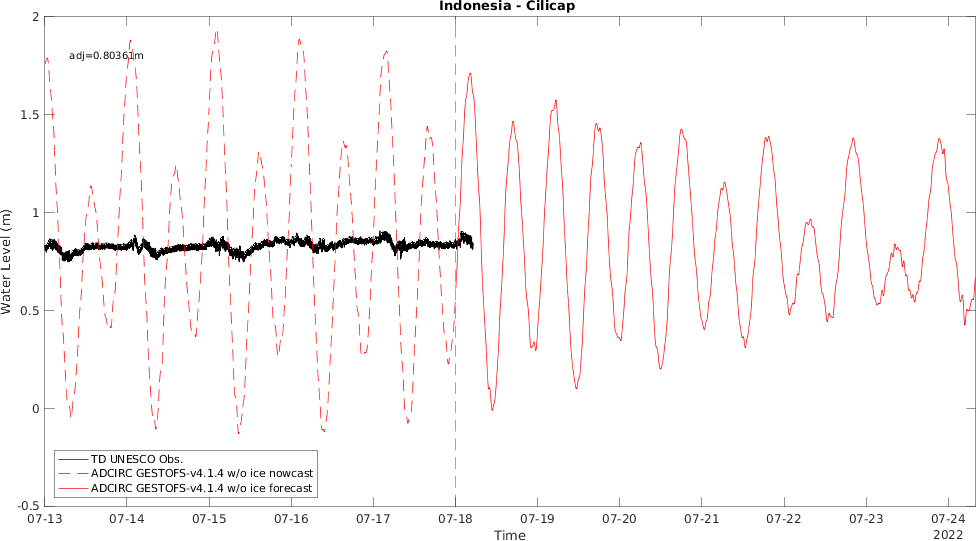 Indonesia - Cilicap
2
1.5
1
0.5
0
-0.5
Water Level (m)
adj=0.80361m
TD UNESCO Obs.
ADCIRC GESTOFS-v4.1.4 w/o ice nowcast
ADCIRC GESTOFS-v4.1.4 w/o ice forecast
07-13 07-14 07-15 07-16 07-17 07-18 07-19 07-20 07-21 07-22 07-23 07-24
Time
2022